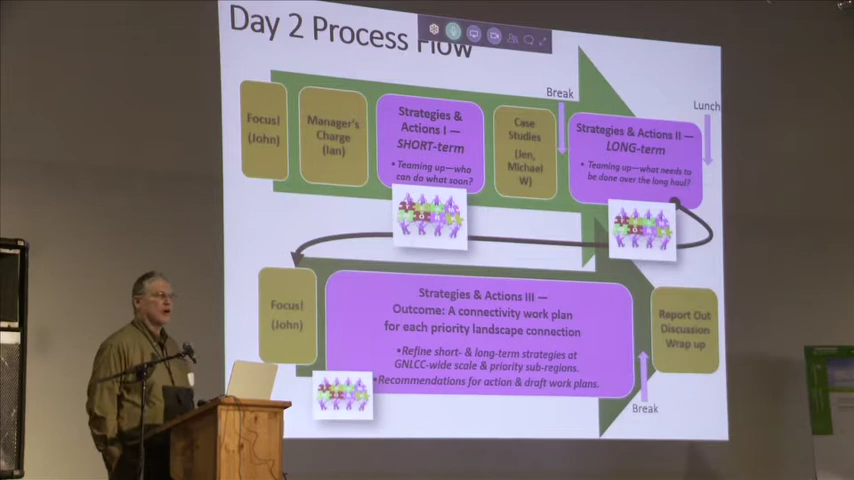 Day 2 Process Flow
Break
Lunch
Focus!
(John)
Manager's
Charge
(Ian)
Strategies &
Actions I —
SHORT-term
• Teaming up—who
can do what soon?
Case
Studies
(Jen,
Michael
W)
Strategies & Actions II —
LONG-term
• Teaming up—what needs to
be done over the long haul?
Focus!
(John)
Strategies & Actions III —
Outcome: A connectivity work plan
for each priority landscape connection
• Refine short- & long-term strategies at
GNLCC-wide scale & priority sub-regions.
• Recommendations for action & draft work plans.
Report Out
Discussion
Wrap up
Break